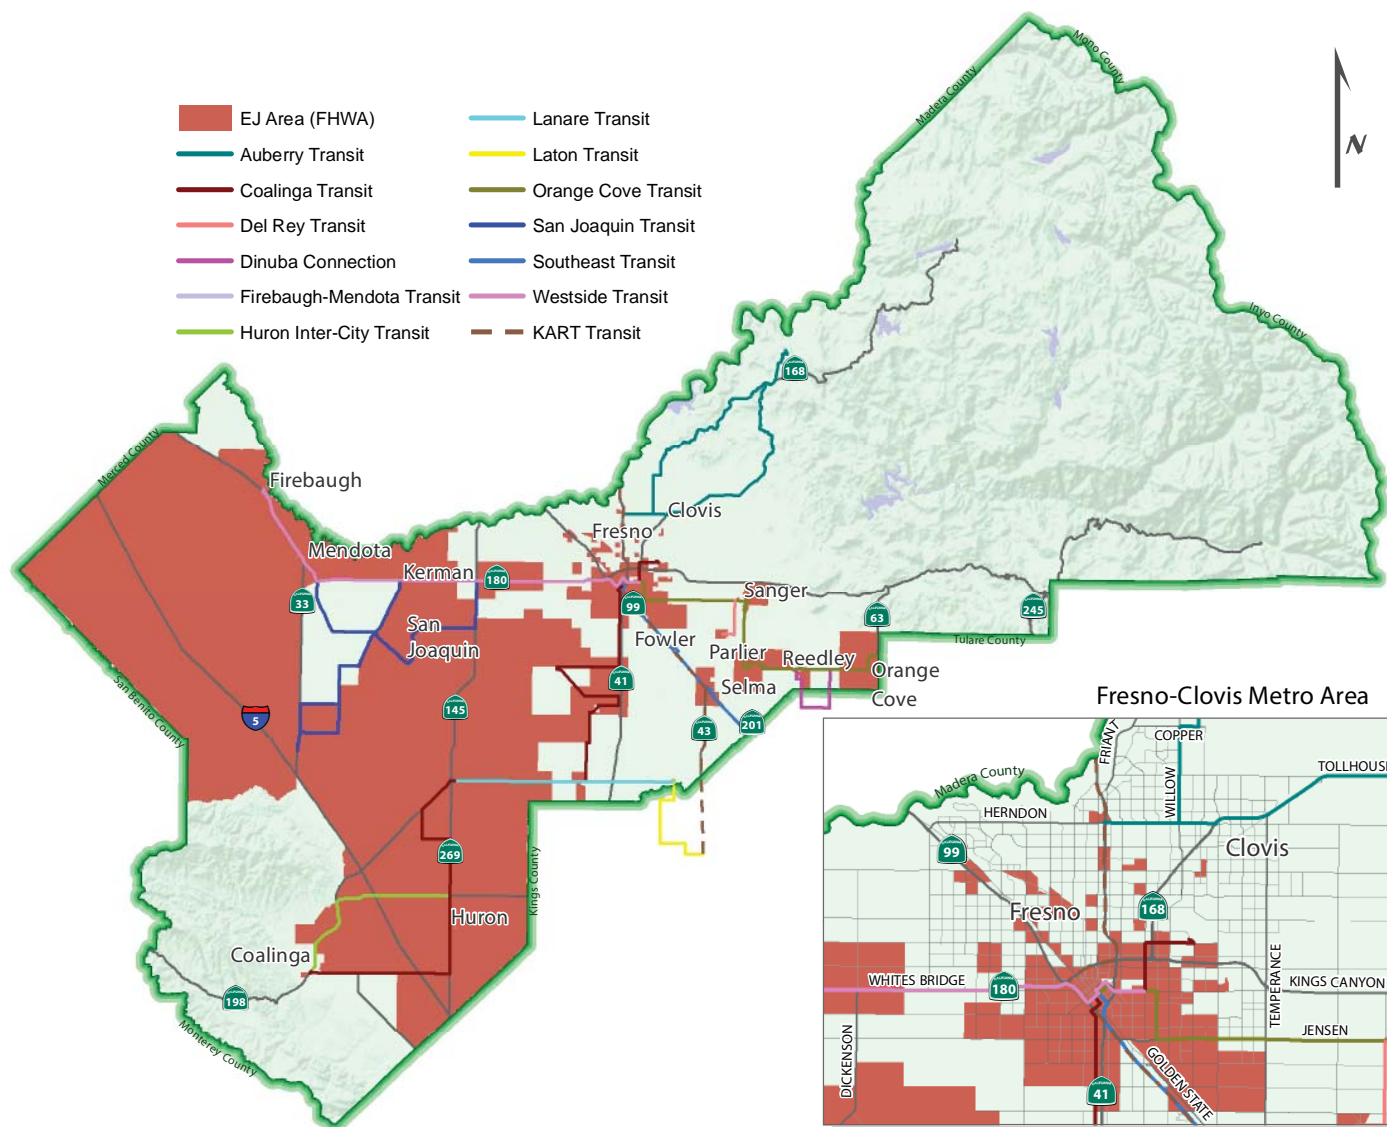 EJ Area (FHWA)
Auberry Transit
Coalinga Transit
Del Rey Transit
Dinuba Connection
Firebaugh-Mendota Transit
Huron Inter-City Transit
Lanare Transit
Laton Transit
Orange Cove Transit
San Joaquin Transit
Southeast Transit
Westside Transit
KART Transit
N
Mono County
Madera County
Inyo County
Merced County
San Benito County
Monterey County
Kings County
Tulare County
168
Firebaugh
Mendota
Kerman
180
33
San
Joaquin
Clovis
Fresno
99
Sanger
63
245
Fowler
Parlier
Reedley
Orange
Cove
Selma
41
43
201
145
5
269
Huron
Coalinga
198
Fresno-Clovis Metro Area
Madera County
FRIANT
COPPER
WILLOW
TOLLHOUSE
HERNDON
99
Clovis
Fresno
168
WHITES BRIDGE
180
TEMPERANCE
KINGS CANYON
JENSEN
DICKENSON
GOLDEN STATE
41